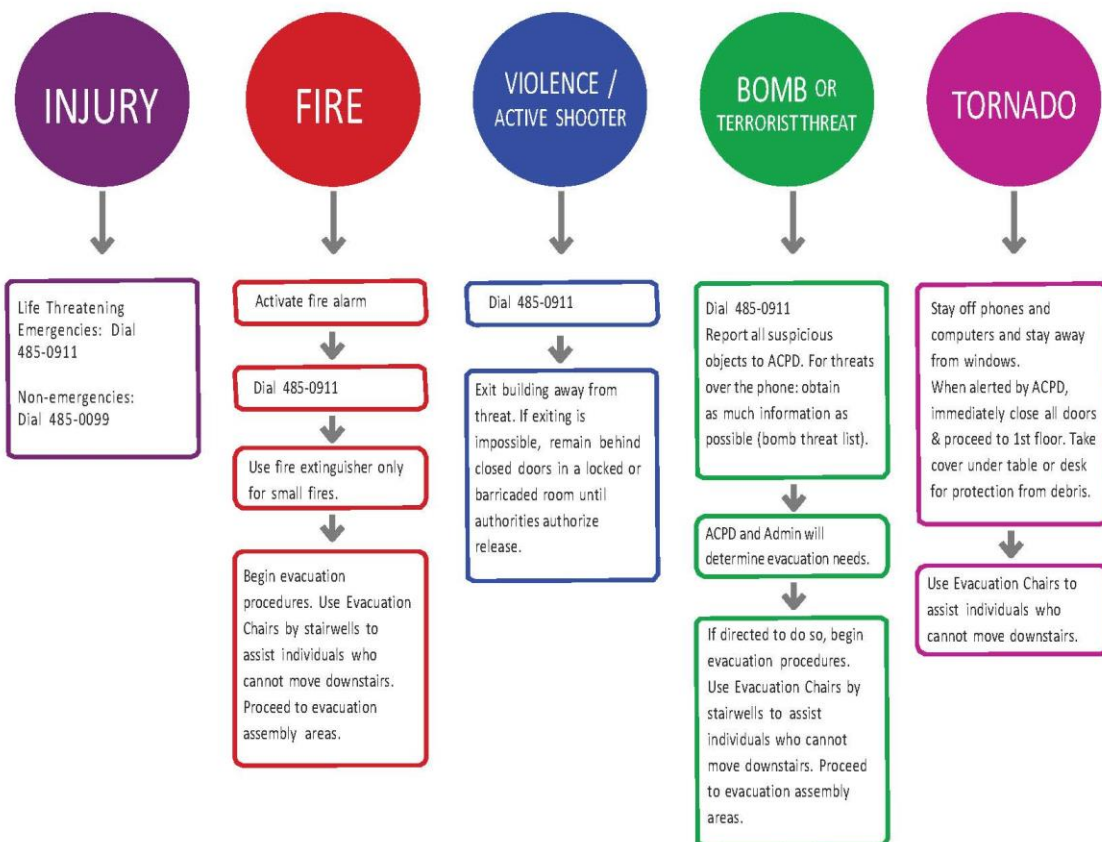 INJURY
Life Threatening
Emergencies: Dial
485-0911
Non-emergencies:
Dial 485-0099
FIRE
Activate fire alarm
Dial 485-0911
Use fire extinguisher only
for small fires.
Begin evacuation
procedures. Use Evacuation
Chairs by stairwells to
assist individuals who
cannot move downstairs.
Proceed to evacuation
assembly areas.
VIOLENCE /
ACTIVE SHOOTER
Dial 485-0911
Exit building away from
threat. If exiting is
impossible, remain behind
closed doors in a locked or
barricaded room until
authorities authorize
release.
BOMB OR
TERRORISTTHREAT
Dial 485-0911
Report all suspicious
objects to ACPD. For threats
over the phone: obtain
as much information as
possible (bomb threat list).
ACPD and Admin will
determine evacuation needs.
If directed to do so, begin
evacuation procedures.
Use Evacuation Chairs by
stairwells to assist
individuals who cannot
move downstairs. Proceed
to evacuation assembly
areas.
TORNADO
Stay off phones and
computers and stay away
from windows.
When alerted by ACPD,
immediately close all doors
& proceed to 1st floor. Take
cover under table or desk
for protection from debris.
Use Evacuation Chairs to
assist individuals who
cannot move downstairs.